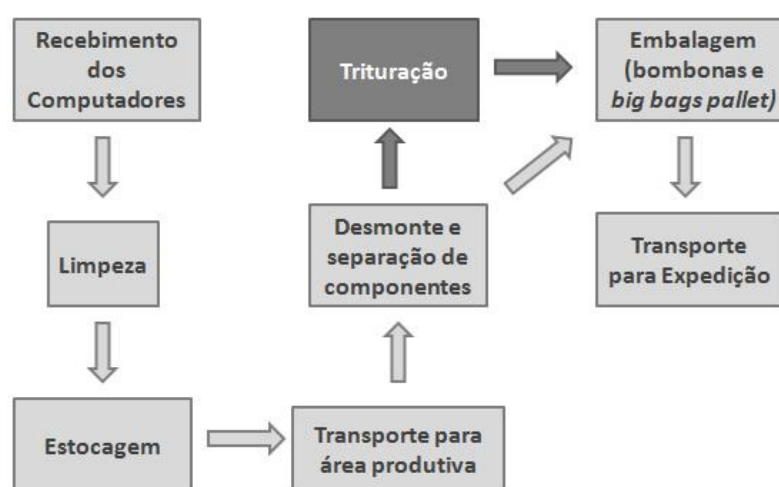 Recebimento
dos
Computadores
Limpeza
Estocagem
Transporte para
área produtiva
Desmonte e
separação de
componentes
Trituração
Embalagem
(bombonas e
big bags pallet)
Transporte
para Expedição